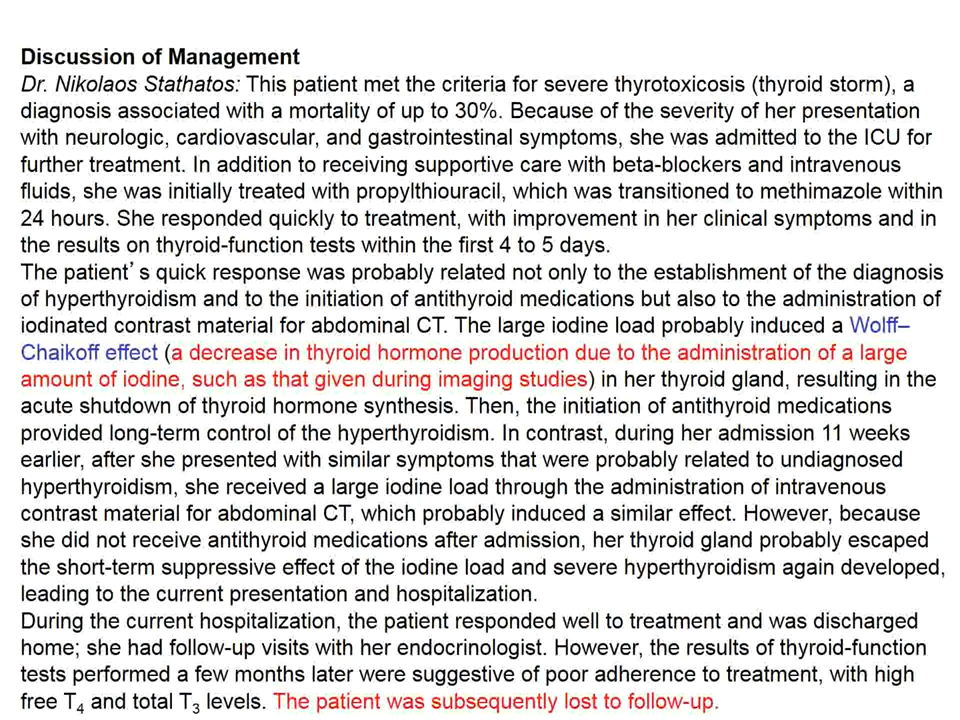 Discussion of Management
Dr. Nikolaos Stathatos: This patient met the criteria for severe thyrotoxicosis (thyroid storm), a
diagnosis associated with a mortality of up to 30%. Because of the severity of her presentation
with neurologic, cardiovascular, and gastrointestinal symptoms, she was admitted to the ICU for
further treatment. In addition to receiving supportive care with beta-blockers and intravenous
fluids, she was initially treated with propylthiouracil, which was transitioned to methimazole within
24 hours. She responded quickly to treatment, with improvement in her clinical symptoms and in
the results on thyroid-function tests within the first 4 to 5 days.
The patient's quick response was probably related not only to the establishment of the diagnosis
of hyperthyroidism and to the initiation of antithyroid medications but also to the administration of
iodinated contrast material for abdominal CT. The large iodine load probably induced a Wolff–
Chaikoff effect (a decrease in thyroid hormone production due to the administration of a large
amount of iodine, such as that given during imaging studies) in her thyroid gland, resulting in the
acute shutdown of thyroid hormone synthesis. Then, the initiation of antithyroid medications
provided long-term control of the hyperthyroidism. In contrast, during her admission 11 weeks
earlier, after she presented with similar symptoms that were probably related to undiagnosed
hyperthyroidism, she received a large iodine load through the administration of intravenous
contrast material for abdominal CT, which probably induced a similar effect. However, because
she did not receive antithyroid medications after admission, her thyroid gland probably escaped
the short-term suppressive effect of the iodine load and severe hyperthyroidism again developed,
leading to the current presentation and hospitalization.
During the current hospitalization, the patient responded well to treatment and was discharged
home; she had follow-up visits with her endocrinologist. However, the results of thyroid-function
tests performed a few months later were suggestive of poor adherence to treatment, with high
free T4 and total T3 levels. The patient was subsequently lost to follow-up.